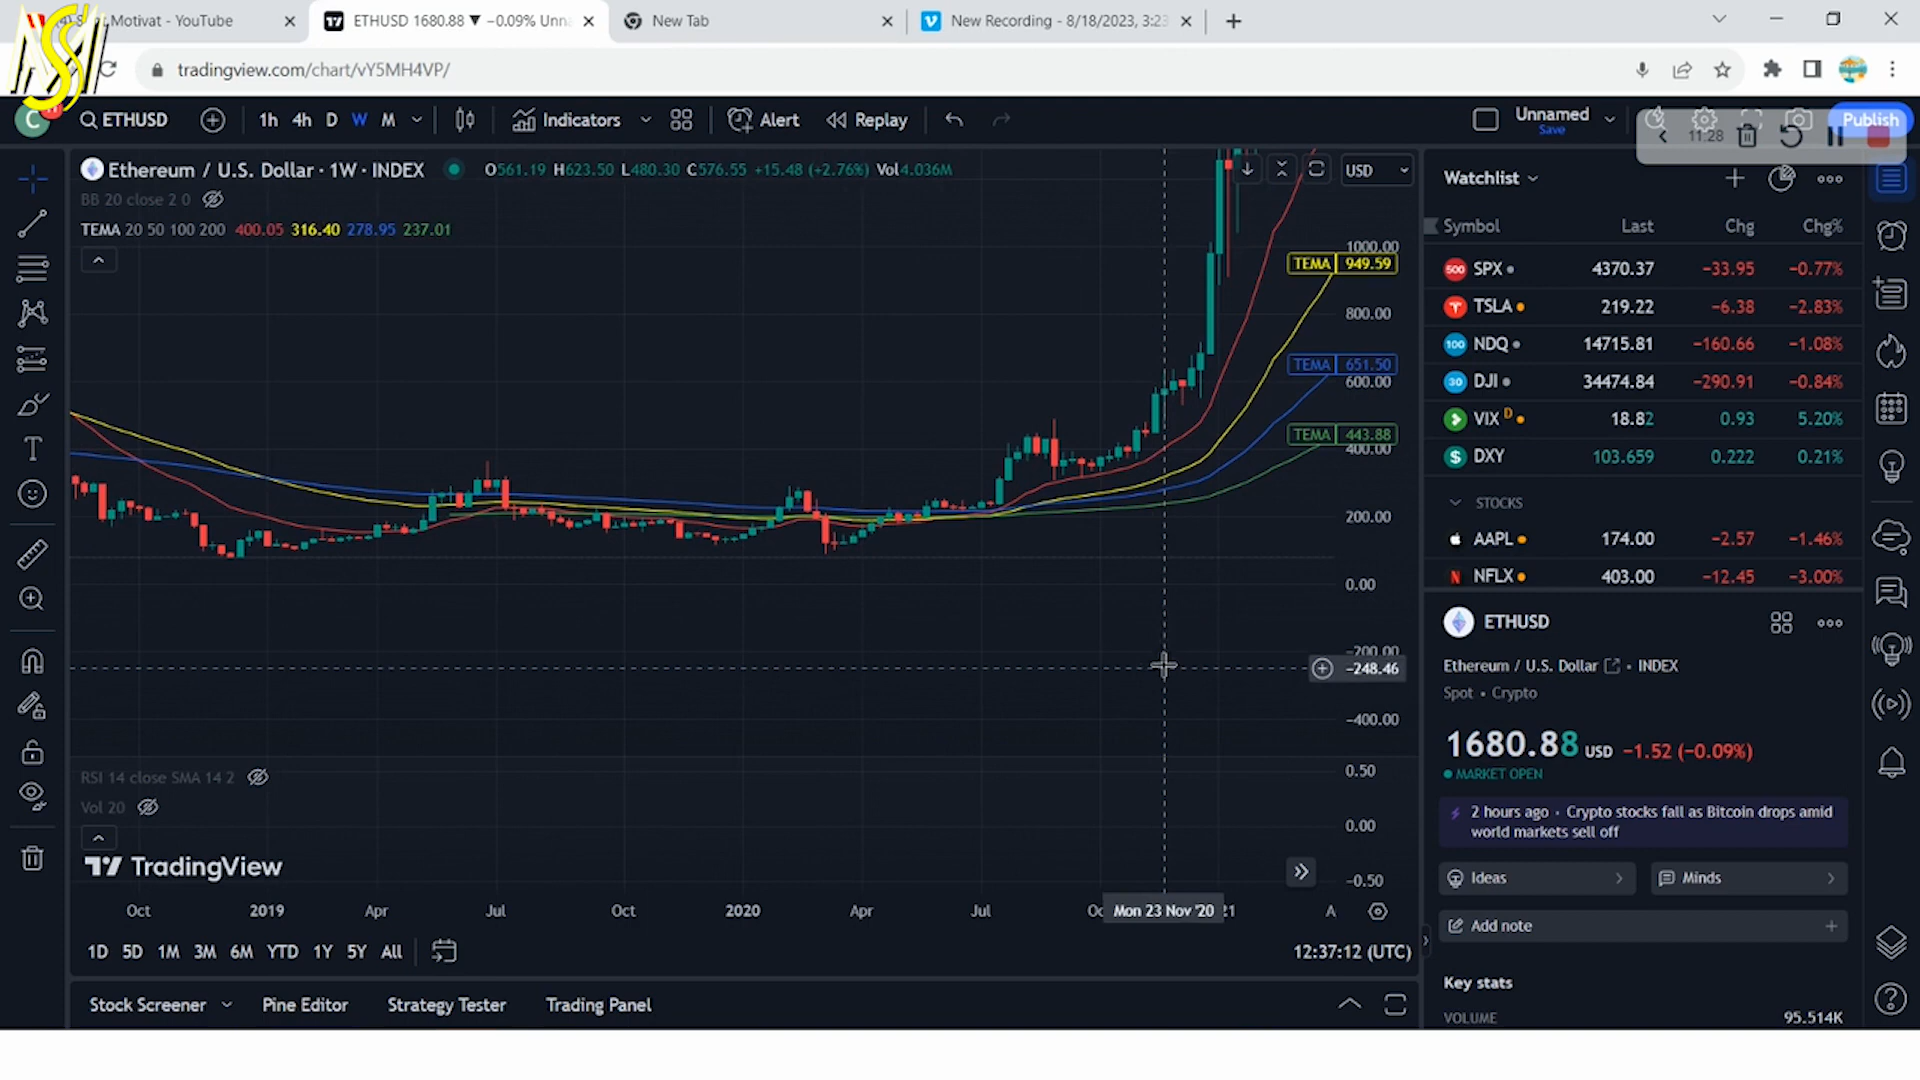 Motivat - YouTube
ETHUSD 1680.88 ▼ −0.09% Unn
New Tab
New Recording - 8/18/2023, 3:23
tradingview.com/chart/vY5MH4VP/
C
ETHUSD
1h 4h D W M
Indicators
Alert
Replay
Unnamed
Save
Publish
11:28
Ethereum / U.S. Dollar · 1W · INDEX
O561.19 H623.50 L480.30 C576.55 +15.48 (+2.76%) Vol4.036M
USD
BB 20 close 2 0
TEMA 20 50 100 200 400.05 316.40 278.95 237.01
1000.00
TEMA 949.59
800.00
TEMA 651.50
600.00
TEMA 443.88
400.00
200.00
0.00
−200.00
−248.46
−400.00
RSI 14 close SMA 14 2
0.50
Vol 20
0.00
−0.50
TradingView
Oct 2019 Apr Jul Oct 2020 Apr Jul Oc Mon 23 Nov '20 21 A
1D 5D 1M 3M 6M YTD 1Y 5Y All
12:37:12 (UTC)
Stock Screener
Pine Editor
Strategy Tester
Trading Panel
Watchlist
Symbol Last Chg Chg%
500 SPX 4370.37 −33.95 −0.77%
TSLA 219.22 −6.38 −2.83%
100 NDQ 14715.81 −160.66 −1.08%
30 DJI 34474.84 −290.91 −0.84%
VIX D 18.82 0.93 5.20%
$ DXY 103.659 0.222 0.21%
STOCKS
AAPL 174.00 −2.57 −1.46%
N NFLX 403.00 −12.45 −3.00%
ETHUSD
Ethereum / U.S. Dollar • INDEX
Spot • Crypto
1680.88 USD −1.52 (−0.09%)
MARKET OPEN
2 hours ago · Crypto stocks fall as Bitcoin drops amid
world markets sell off
Ideas
Minds
Add note
Key stats
VOLUME 95.514K